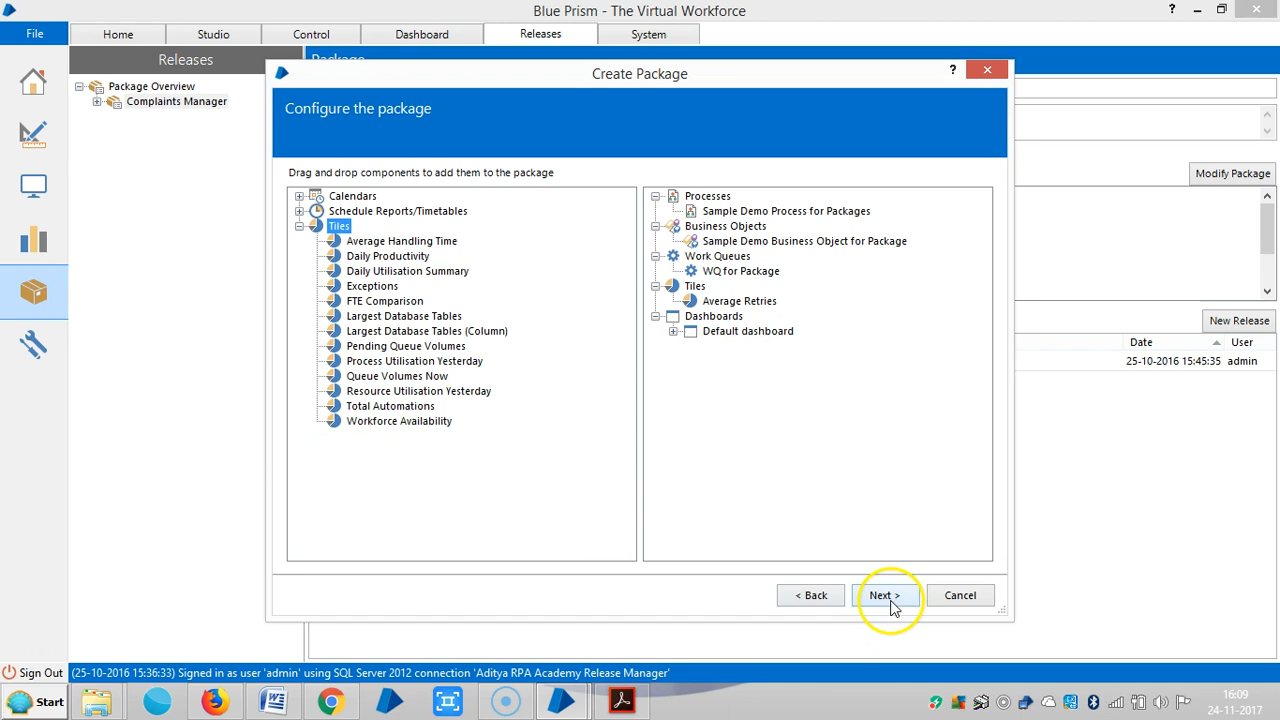 Blue Prism - The Virtual Workforce
?
File
Home
Studio
Control
Dashboard
Releases
System
Releases
Package Overview
Complaints Manager
Create Package
?
Configure the package
Drag and drop components to add them to the package
Calendars
Schedule Reports/Timetables
Tiles
Average Handling Time
Daily Productivity
Daily Utilisation Summary
Exceptions
FTE Comparison
Largest Database Tables
Largest Database Tables (Column)
Pending Queue Volumes
Process Utilisation Yesterday
Queue Volumes Now
Resource Utilisation Yesterday
Total Automations
Workforce Availability
Processes
Sample Demo Process for Packages
Business Objects
Sample Demo Business Object for Package
Work Queues
WQ for Package
Tiles
Average Retries
Dashboards
Default dashboard
< Back
Next >
Cancel
Modify Package
New Release
Date
User
25-10-2016 15:45:35
admin
Sign Out
(25-10-2016 15:36:33) Signed in as user 'admin' using SQL Server 2012 connection 'Aditya RPA Academy Release Manager'
Start
16:09
24-11-2017